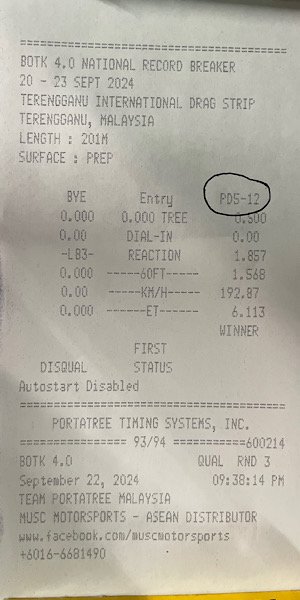 ========================================
BOTK 4.0 NATIONAL RECORD BREAKER
20 - 23 SEPT 2024
TERENGGANU INTERNATIONAL DRAG STRIP
TERENGGANU, MALAYSIA
LENGTH : 201M
SURFACE : PREP
BYE Entry PD5-12
0.000 0.000 TREE 0.500
0.00 DIAL-IN 0.00
-LB3- REACTION 1.857
0.000 ------60FT----- 1.568
0.00 -----KM/H----- 192.87
0.000 ------ET------ 6.113
WINNER
FIRST
DISQUAL STATUS
Autostart Disabled
========================================
PORTATREE TIMING SYSTEMS, INC.
=============== 93/94 ===========600214
BOTK 4.0 QUAL RND 3
September 22, 2024 09:38:14 PM
TEAM PORTATREE MALAYSIA
MUSC MOTORSPORTS - ASEAN DISTRIBUTOR
www.facebook.com/muscmotorsports
+6016-6681490